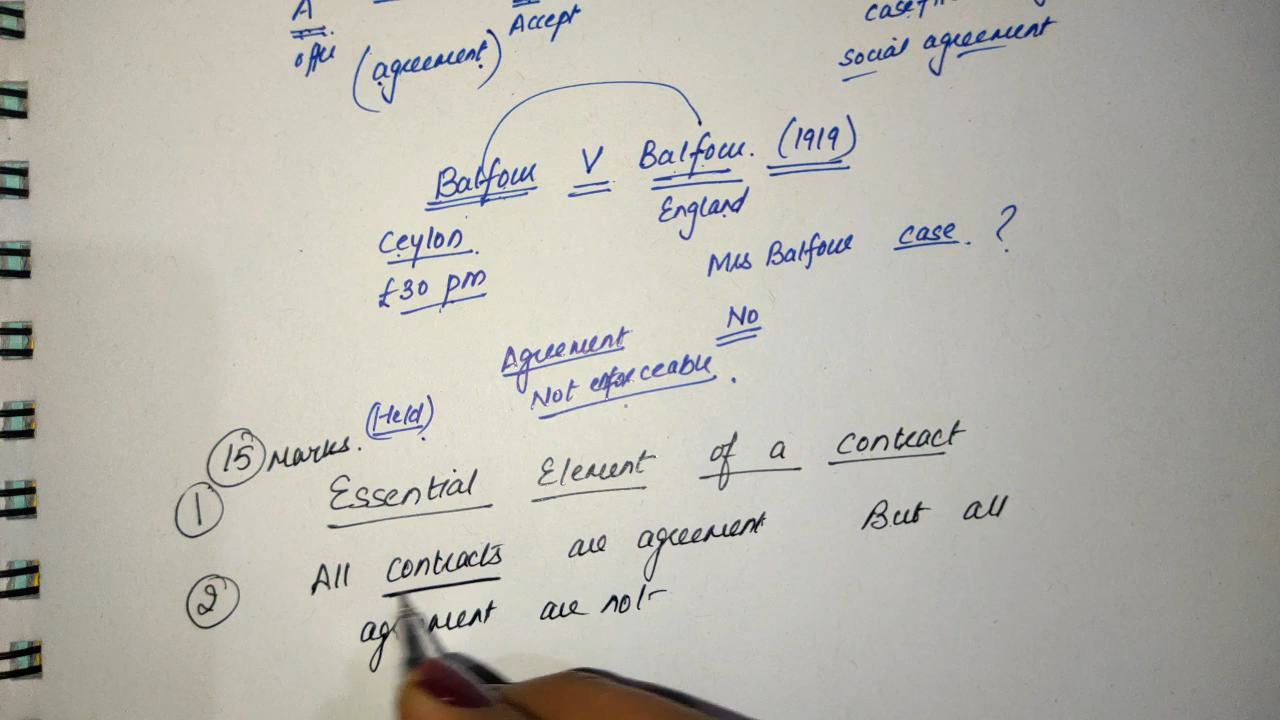 A
Accept
offer (agreement)
social agreement
Balfour V Balfour. (1919)
Ceylon.
England
£30 pm
Mrs Balfour case. ?
Agreement
No
Not enforceable.
(Held)
15 Marks.
1 Essential Element of a contract
2 All contracts are agreement But all
agreement are not